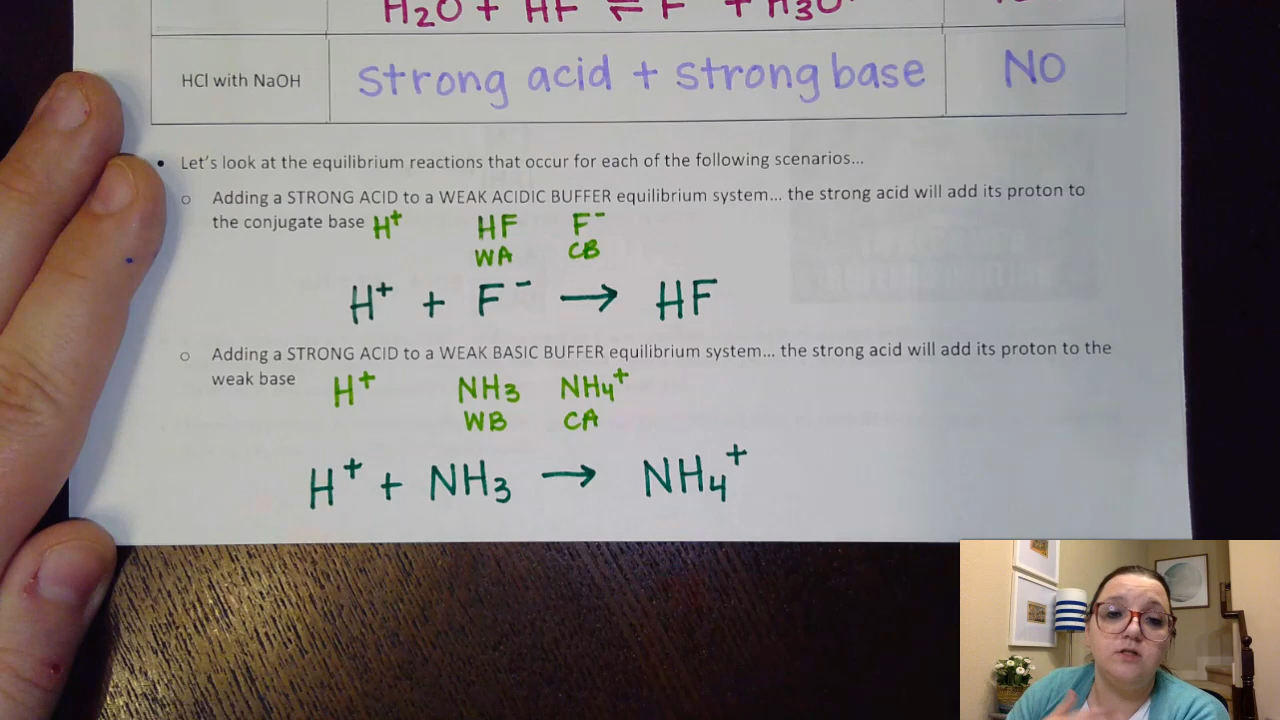 H2O + HF ⇌ F + H3O
HCl with NaOH strong acid + strong base NO
• Let's look at the equilibrium reactions that occur for each of the following scenarios...
o Adding a STRONG ACID to a WEAK ACIDIC BUFFER equilibrium system... the strong acid will add its proton to
the conjugate base H⁺ HF F⁻
WA CB
H⁺ + F⁻ → HF
o Adding a STRONG ACID to a WEAK BASIC BUFFER equilibrium system... the strong acid will add its proton to the
weak base H⁺ NH3 NH4⁺
WB CA
H⁺ + NH3 → NH4⁺